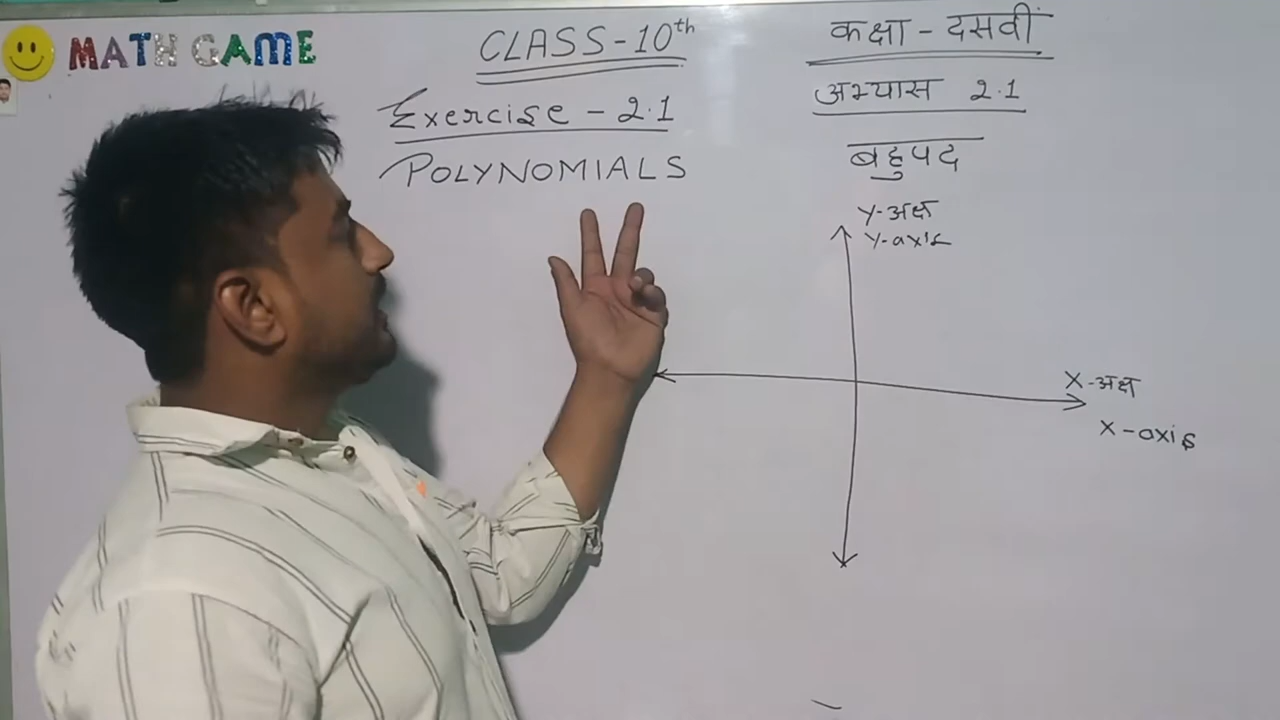 MATH GAME
CLASS-10th
Exercise - 2.1
POLYNOMIALS
कक्षा - दसवीं
अभ्यास 2.1
बहुपद
y-अक्ष
y-axis
X-अक्ष
X-axis